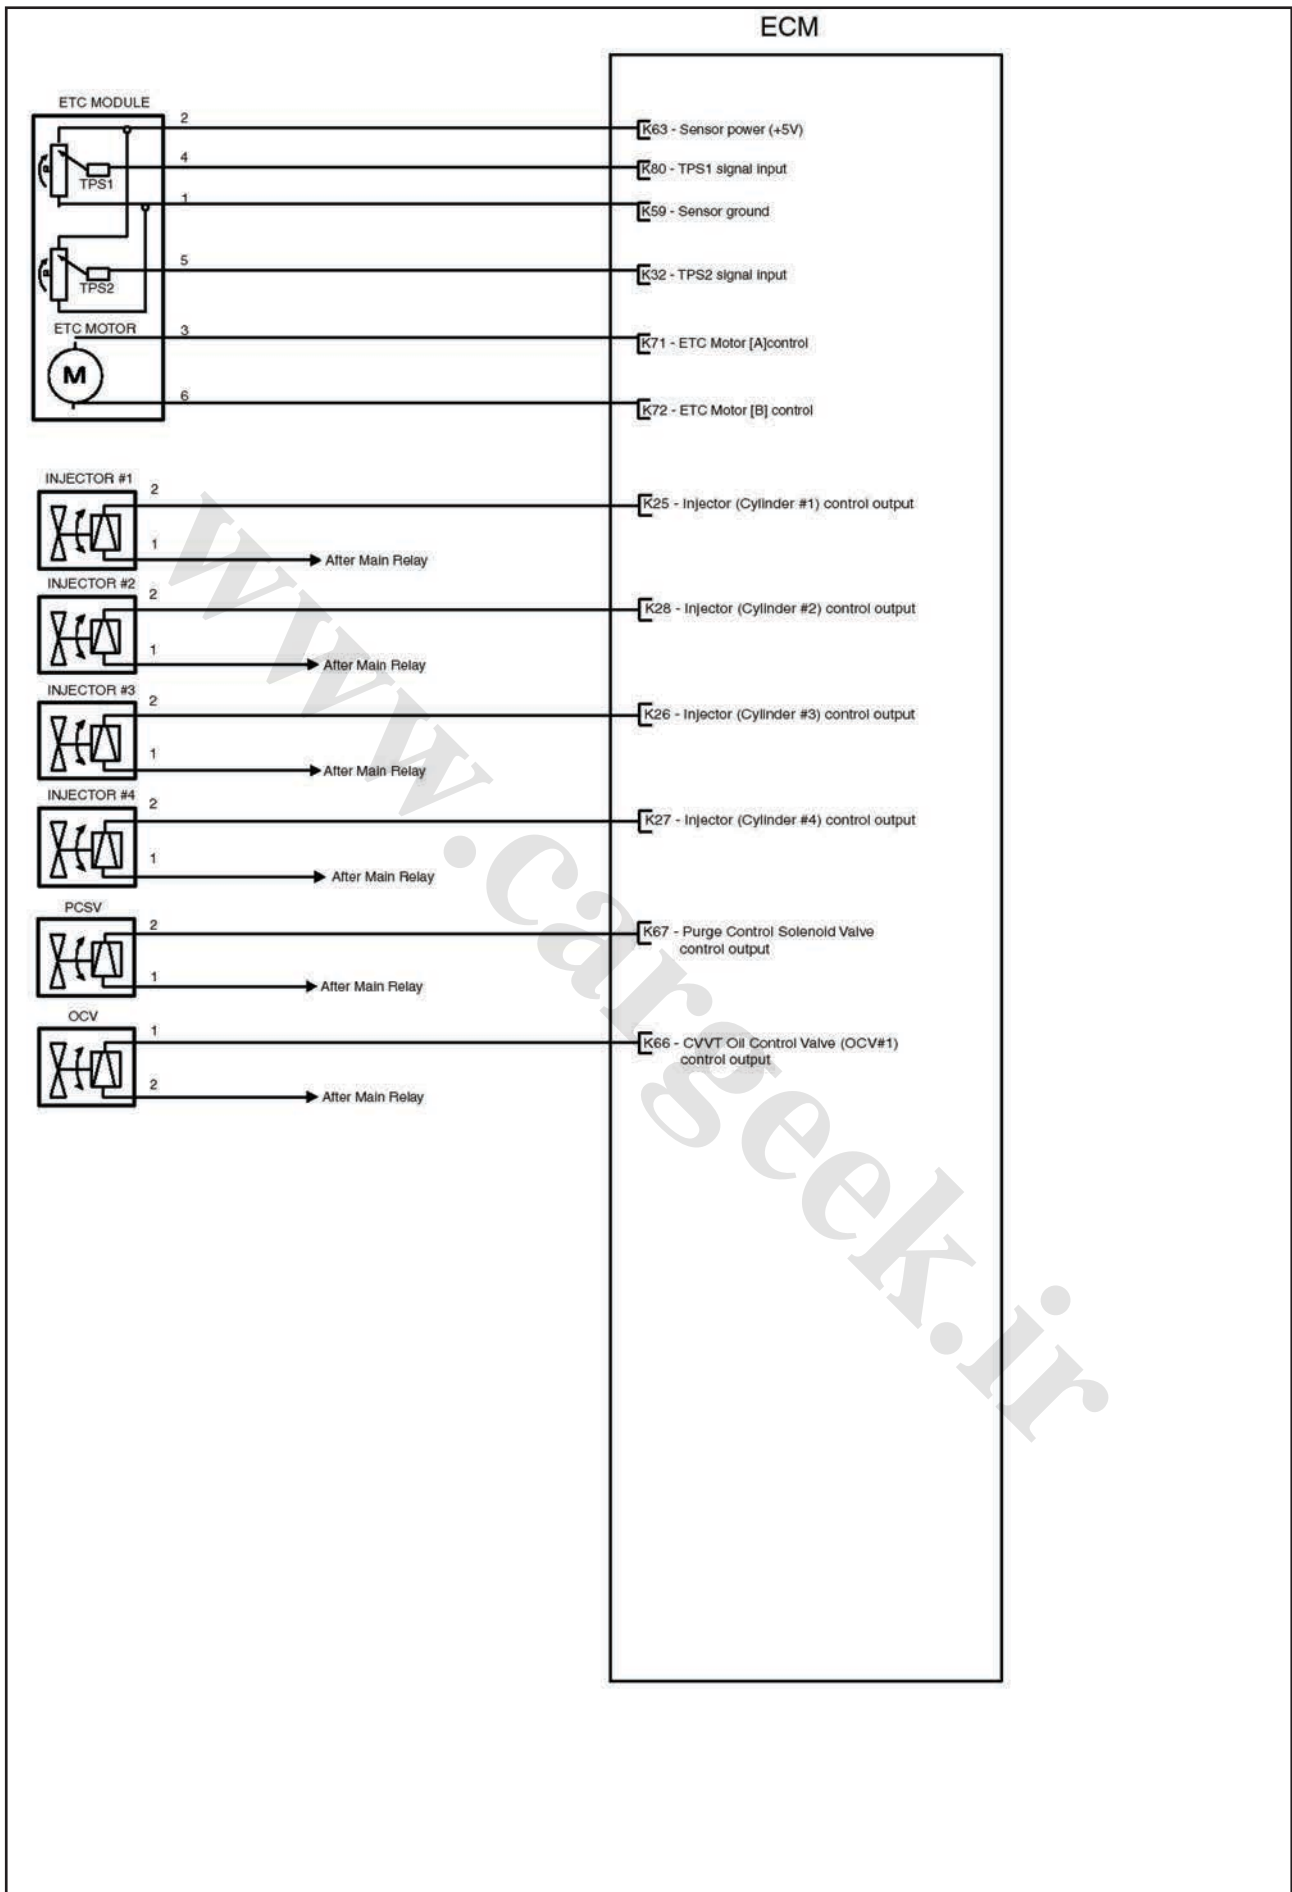 ECM
ETC MODULE
2
K63 - Sensor power (+5V)
4
K80 - TPS1 signal input
TPS1
1
K59 - Sensor ground
5
K32 - TPS2 signal input
TPS2
ETC MOTOR
3
K71 - ETC Motor [A]control
M
6
K72 - ETC Motor [B] control
INJECTOR #1
2
K25 - Injector (Cylinder #1) control output
1
After Main Relay
INJECTOR #2
2
K28 - Injector (Cylinder #2) control output
1
After Main Relay
INJECTOR #3
2
K26 - Injector (Cylinder #3) control output
1
After Main Relay
INJECTOR #4
2
K27 - Injector (Cylinder #4) control output
1
After Main Relay
PCSV
2
K67 - Purge Control Solenoid Valve
control output
1
After Main Relay
OCV
1
K66 - CVVT Oil Control Valve (OCV#1)
control output
2
After Main Relay
www.cargeek.ir